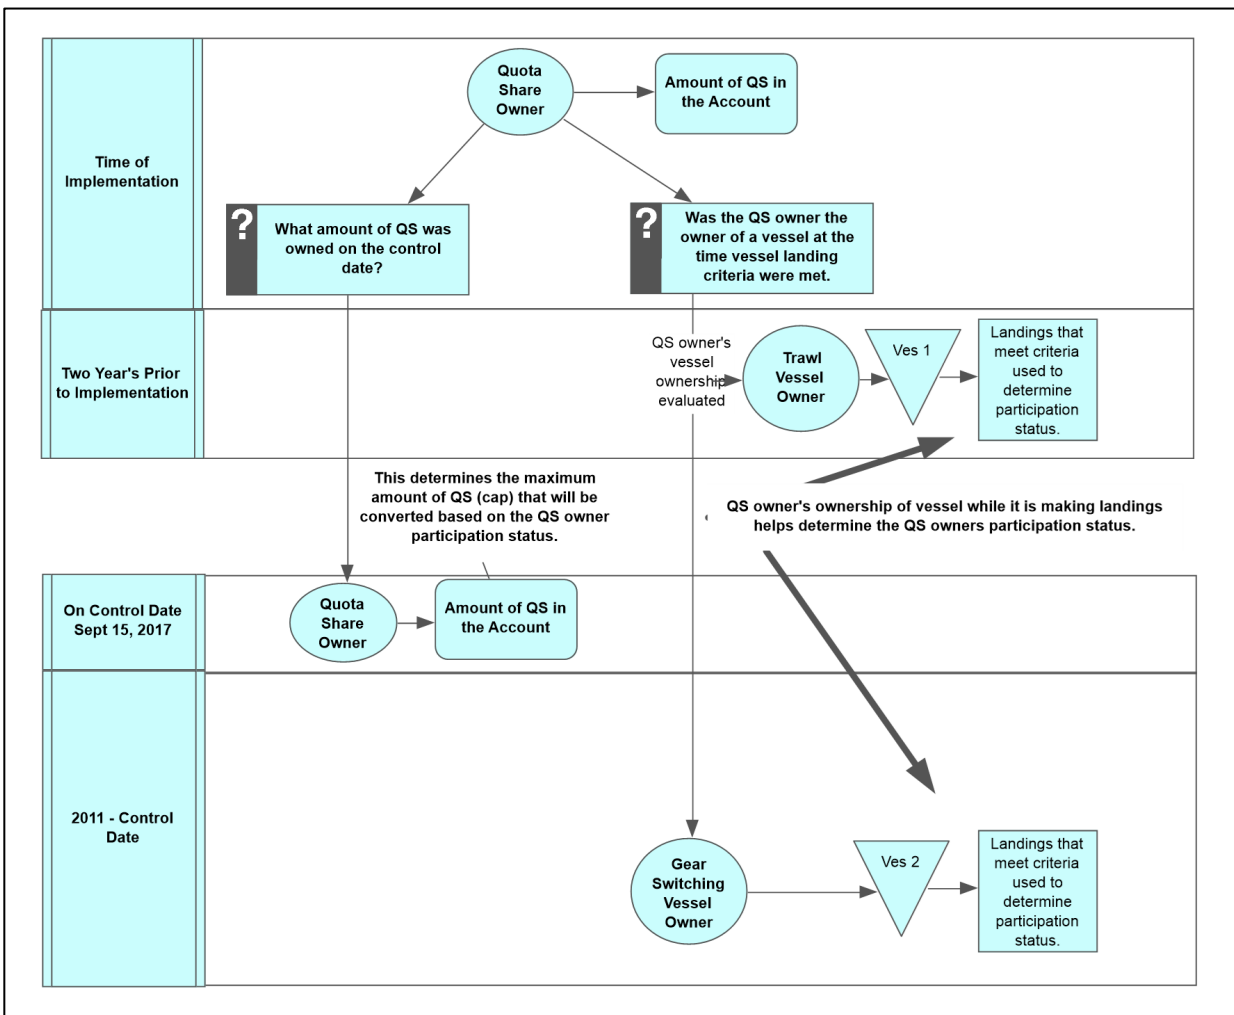 Time of
Implementation
Quota
Share
Owner
Amount of QS in
the Account
?
What amount of QS was
owned on the control
date?
?
Was the QS owner the
owner of a vessel at the
time vessel landing
criteria were met.
Two Year's Prior
to Implementation
QS owner's
vessel
ownership
evaluated
Trawl
Vessel
Owner
Ves 1
Landings that
meet criteria
used to
determine
participation
status.
This determines the maximum
amount of QS (cap) that will be
converted based on the QS owner
participation status.
QS owner's ownership of vessel while it is making landings
helps determine the QS owners participation status.
On Control Date
Sept 15, 2017
Quota
Share
Owner
Amount of QS in
the Account
2011 - Control
Date
Gear
Switching
Vessel
Owner
Ves 2
Landings that
meet criteria
used to
determine
participation
status.